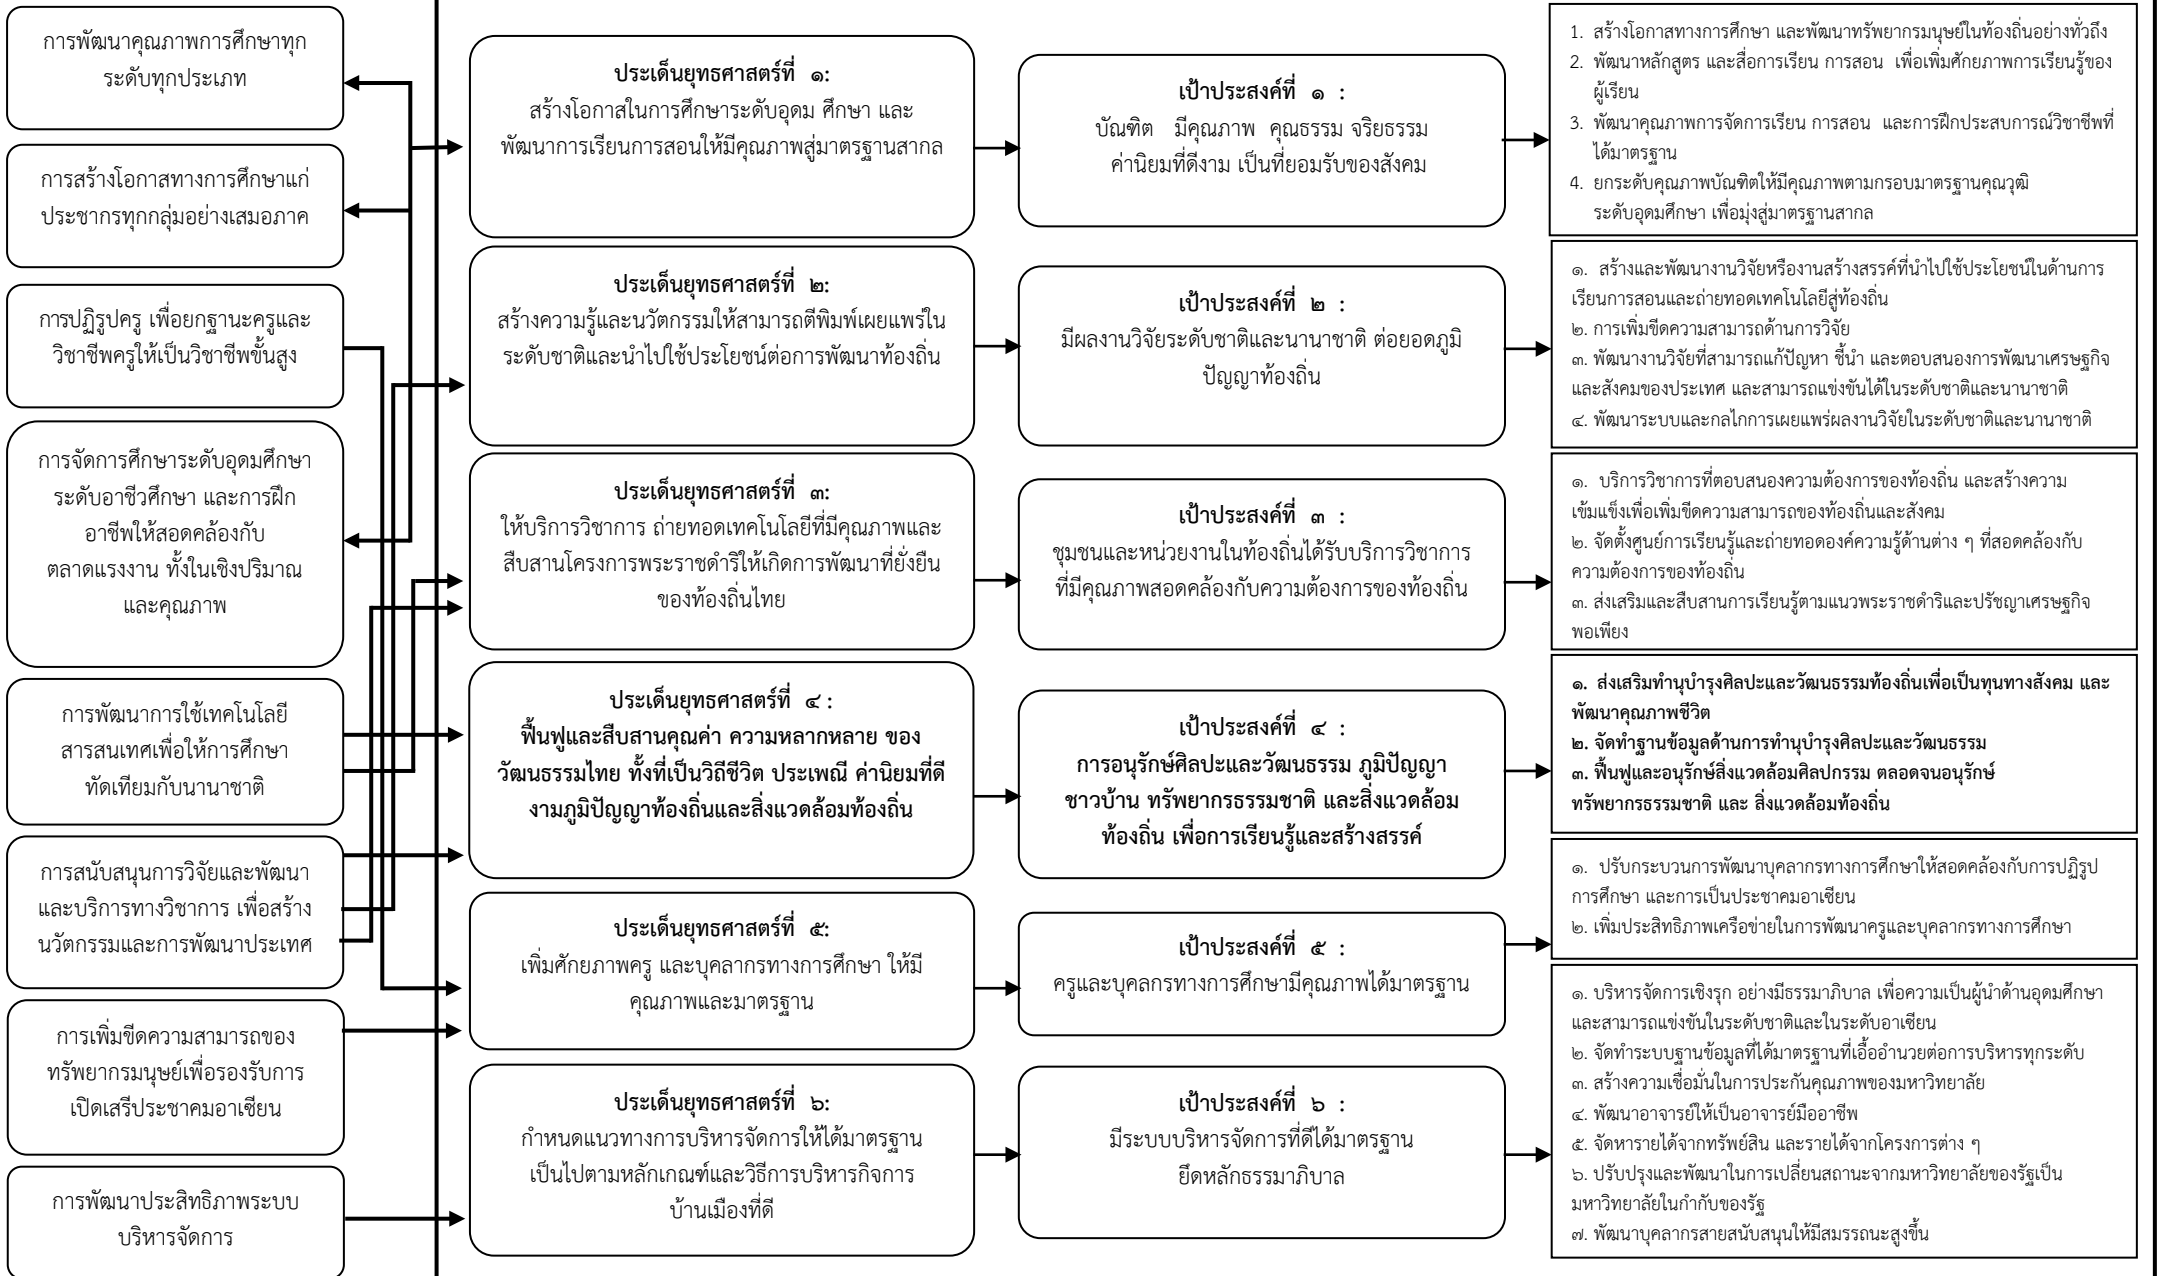 การพัฒนาคุณภาพการศึกษาทุก
ระดับทุกประเภท
การสร้างโอกาสทางการศึกษาแก่
ประชากรทุกกลุ่มอย่างเสมอภาค
การปฏิรูปครู เพื่อยกฐานะครูและ
วิชาชีพครูให้เป็นวิชาชีพขั้นสูง
การจัดการศึกษาระดับอุดมศึกษา
ระดับอาชีวศึกษา และการฝึก
อาชีพให้สอดคล้องกับ
ตลาดแรงงาน ทั้งในเชิงปริมาณ
และคุณภาพ
การพัฒนาการใช้เทคโนโลยี
สารสนเทศเพื่อให้การศึกษา
ทัดเทียมกับนานาชาติ
การสนับสนุนการวิจัยและพัฒนา
และบริการทางวิชาการ เพื่อสร้าง
นวัตกรรมและการพัฒนาประเทศ
การเพิ่มขีดความสามารถของ
ทรัพยากรมนุษย์เพื่อรองรับการ
เปิดเสรีประชาคมอาเซียน
การพัฒนาประสิทธิภาพระบบ
บริหารจัดการ
ประเด็นยุทธศาสตร์ที่ ๑:
สร้างโอกาสในการศึกษาระดับอุดม ศึกษา และ
พัฒนาการเรียนการสอนให้มีคุณภาพสู่มาตรฐานสากล
ประเด็นยุทธศาสตร์ที่ ๒:
สร้างความรู้และนวัตกรรมให้สามารถตีพิมพ์เผยแพร่ใน
ระดับชาติและนำไปใช้ประโยชน์ต่อการพัฒนาท้องถิ่น
ประเด็นยุทธศาสตร์ที่ ๓:
ให้บริการวิชาการ ถ่ายทอดเทคโนโลยีที่มีคุณภาพและ
สืบสานโครงการพระราชดำริให้เกิดการพัฒนาที่ยั่งยืน
ของท้องถิ่นไทย
ประเด็นยุทธศาสตร์ที่ ๔ :
ฟื้นฟูและสืบสานคุณค่า ความหลากหลาย ของ
วัฒนธรรมไทย ทั้งที่เป็นวิถีชีวิต ประเพณี ค่านิยมที่ดี
งามภูมิปัญญาท้องถิ่นและสิ่งแวดล้อมท้องถิ่น
ประเด็นยุทธศาสตร์ที่ ๕:
เพิ่มศักยภาพครู และบุคลากรทางการศึกษา ให้มี
คุณภาพและมาตรฐาน
ประเด็นยุทธศาสตร์ที่ ๖:
กำหนดแนวทางการบริหารจัดการให้ได้มาตรฐาน
เป็นไปตามหลักเกณฑ์และวิธีการบริหารกิจการ
บ้านเมืองที่ดี
เป้าประสงค์ที่ ๑ :
บัณฑิต มีคุณภาพ คุณธรรม จริยธรรม
ค่านิยมที่ดีงาม เป็นที่ยอมรับของสังคม
เป้าประสงค์ที่ ๒ :
มีผลงานวิจัยระดับชาติและนานาชาติ ต่อยอดภูมิ
ปัญญาท้องถิ่น
เป้าประสงค์ที่ ๓ :
ชุมชนและหน่วยงานในท้องถิ่นได้รับบริการวิชาการ
ที่มีคุณภาพสอดคล้องกับความต้องการของท้องถิ่น
เป้าประสงค์ที่ ๔ :
การอนุรักษ์ศิลปะและวัฒนธรรม ภูมิปัญญา
ชาวบ้าน ทรัพยากรธรรมชาติ และสิ่งแวดล้อม
ท้องถิ่น เพื่อการเรียนรู้และสร้างสรรค์
เป้าประสงค์ที่ ๕ :
ครูและบุคลกรทางการศึกษามีคุณภาพได้มาตรฐาน
เป้าประสงค์ที่ ๖ :
มีระบบบริหารจัดการที่ดีได้มาตรฐาน
ยึดหลักธรรมาภิบาล
1. สร้างโอกาสทางการศึกษา และพัฒนาทรัพยากรมนุษย์ในท้องถิ่นอย่างทั่วถึง
2. พัฒนาหลักสูตร และสื่อการเรียน การสอน เพื่อเพิ่มศักยภาพการเรียนรู้ของ
ผู้เรียน
3. พัฒนาคุณภาพการจัดการเรียน การสอน และการฝึกประสบการณ์วิชาชีพที่
ได้มาตรฐาน
4. ยกระดับคุณภาพบัณฑิตให้มีคุณภาพตามกรอบมาตรฐานคุณวุฒิ
ระดับอุดมศึกษา เพื่อมุ่งสู่มาตรฐานสากล
๑. สร้างและพัฒนางานวิจัยหรืองานสร้างสรรค์ที่นำไปใช้ประโยชน์ในด้านการ
เรียนการสอนและถ่ายทอดเทคโนโลยีสู่ท้องถิ่น
๒. การเพิ่มขีดความสามารถด้านการวิจัย
๓. พัฒนางานวิจัยที่สามารถแก้ปัญหา ชี้นำ และตอบสนองการพัฒนาเศรษฐกิจ
และสังคมของประเทศ และสามารถแข่งขันได้ในระดับชาติและนานาชาติ
๔. พัฒนาระบบและกลไกการเผยแพร่ผลงานวิจัยในระดับชาติและนานาชาติ
๑. บริการวิชาการที่ตอบสนองความต้องการของท้องถิ่น และสร้างความ
เข้มแข็งเพื่อเพิ่มขีดความสามารถของท้องถิ่นและสังคม
๒. จัดตั้งศูนย์การเรียนรู้และถ่ายทอดองค์ความรู้ด้านต่าง ๆ ที่สอดคล้องกับ
ความต้องการของท้องถิ่น
๓. ส่งเสริมและสืบสานการเรียนรู้ตามแนวพระราชดำริและปรัชญาเศรษฐกิจ
พอเพียง
๑. ส่งเสริมทำนุบำรุงศิลปะและวัฒนธรรมท้องถิ่นเพื่อเป็นทุนทางสังคม และ
พัฒนาคุณภาพชีวิต
๒. จัดทำฐานข้อมูลด้านการทำนุบำรุงศิลปะและวัฒนธรรม
๓. ฟื้นฟูและอนุรักษ์สิ่งแวดล้อมศิลปกรรม ตลอดจนอนุรักษ์
ทรัพยากรธรรมชาติ และ สิ่งแวดล้อมท้องถิ่น
๑. ปรับกระบวนการพัฒนาบุคลากรทางการศึกษาให้สอดคล้องกับการปฏิรูป
การศึกษา และการเป็นประชาคมอาเซียน
๒. เพิ่มประสิทธิภาพเครือข่ายในการพัฒนาครูและบุคลากรทางการศึกษา
๑. บริหารจัดการเชิงรุก อย่างมีธรรมาภิบาล เพื่อความเป็นผู้นำด้านอุดมศึกษา
และสามารถแข่งขันในระดับชาติและในระดับอาเซียน
๒. จัดทำระบบฐานข้อมูลที่ได้มาตรฐานที่เอื้ออำนวยต่อการบริหารทุกระดับ
๓. สร้างความเชื่อมั่นในการประกันคุณภาพของมหาวิทยาลัย
๔. พัฒนาอาจารย์ให้เป็นอาจารย์มืออาชีพ
๕. จัดหารายได้จากทรัพย์สิน และรายได้จากโครงการต่าง ๆ
๖. ปรับปรุงและพัฒนาในการเปลี่ยนสถานะจากมหาวิทยาลัยของรัฐเป็น
มหาวิทยาลัยในกำกับของรัฐ
๗. พัฒนาบุคลากรสายสนับสนุนให้มีสมรรถนะสูงขึ้น